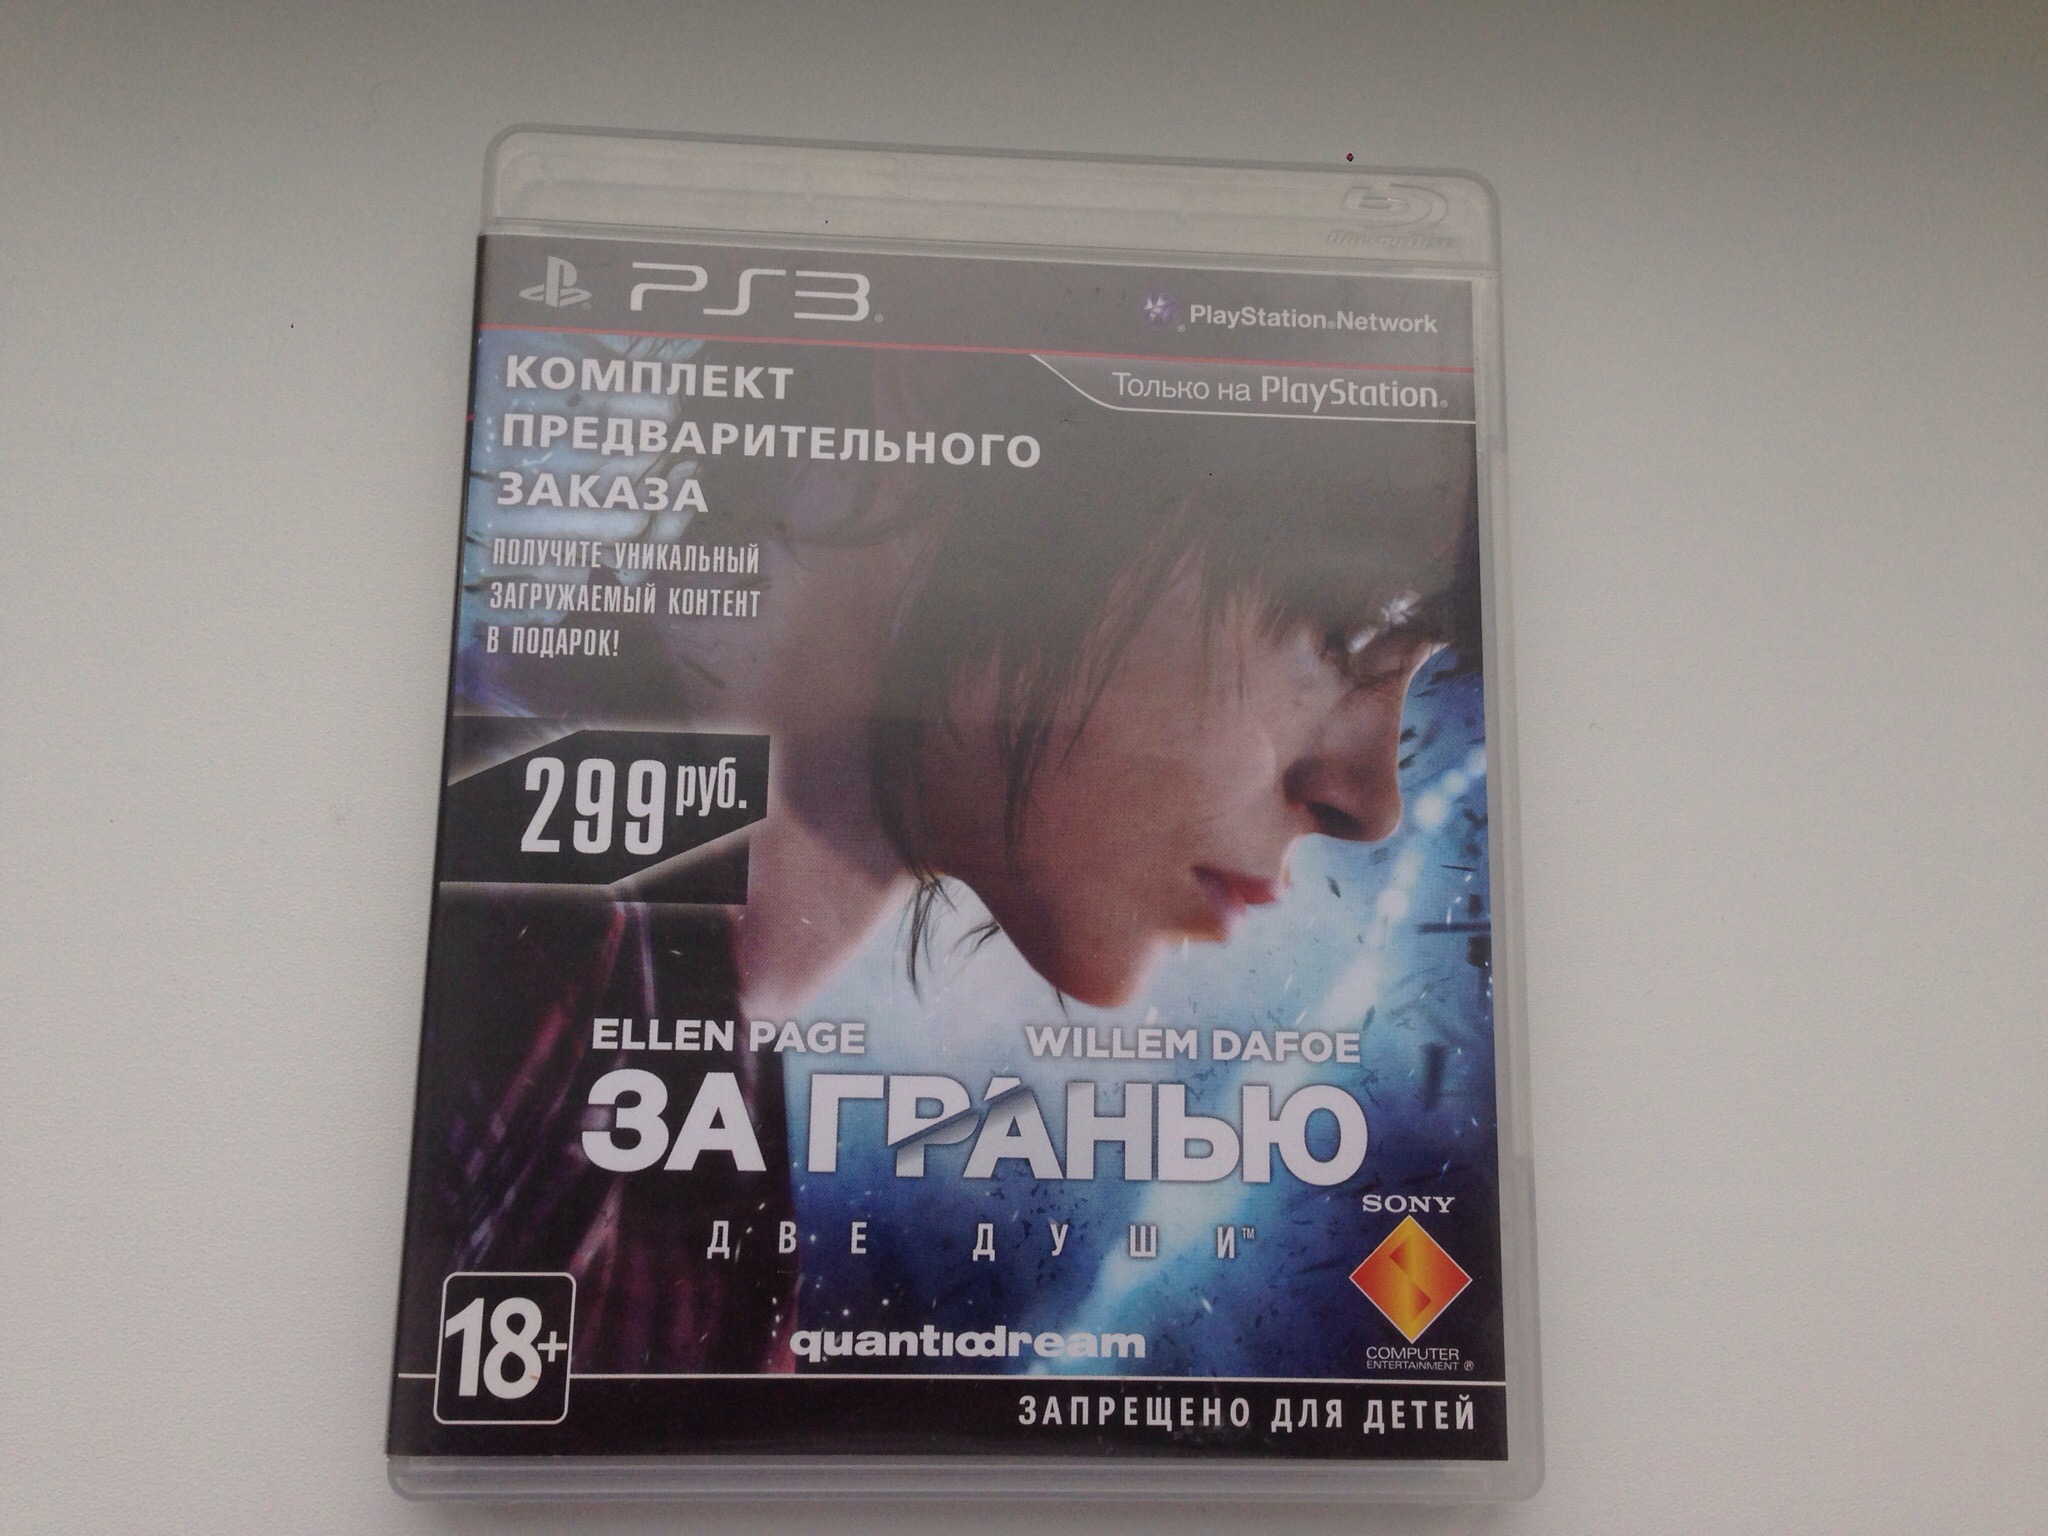 PS3
PlayStation®Network
Только на PlayStation®
КОМПЛЕКТ
ПРЕДВАРИТЕЛЬНОГО
ЗАКАЗА
ПОЛУЧИТЕ УНИКАЛЬНЫЙ
ЗАГРУЖАЕМЫЙ КОНТЕНТ
В ПОДАРОК!
299 руб.
ELLEN PAGE WILLEM DAFOE
ЗА ГРАНЬЮ
ДВЕ ДУШИ™
SONY
COMPUTER
ENTERTAINMENT®
quanticdream
18+
ЗАПРЕЩЕНО ДЛЯ ДЕТЕЙ